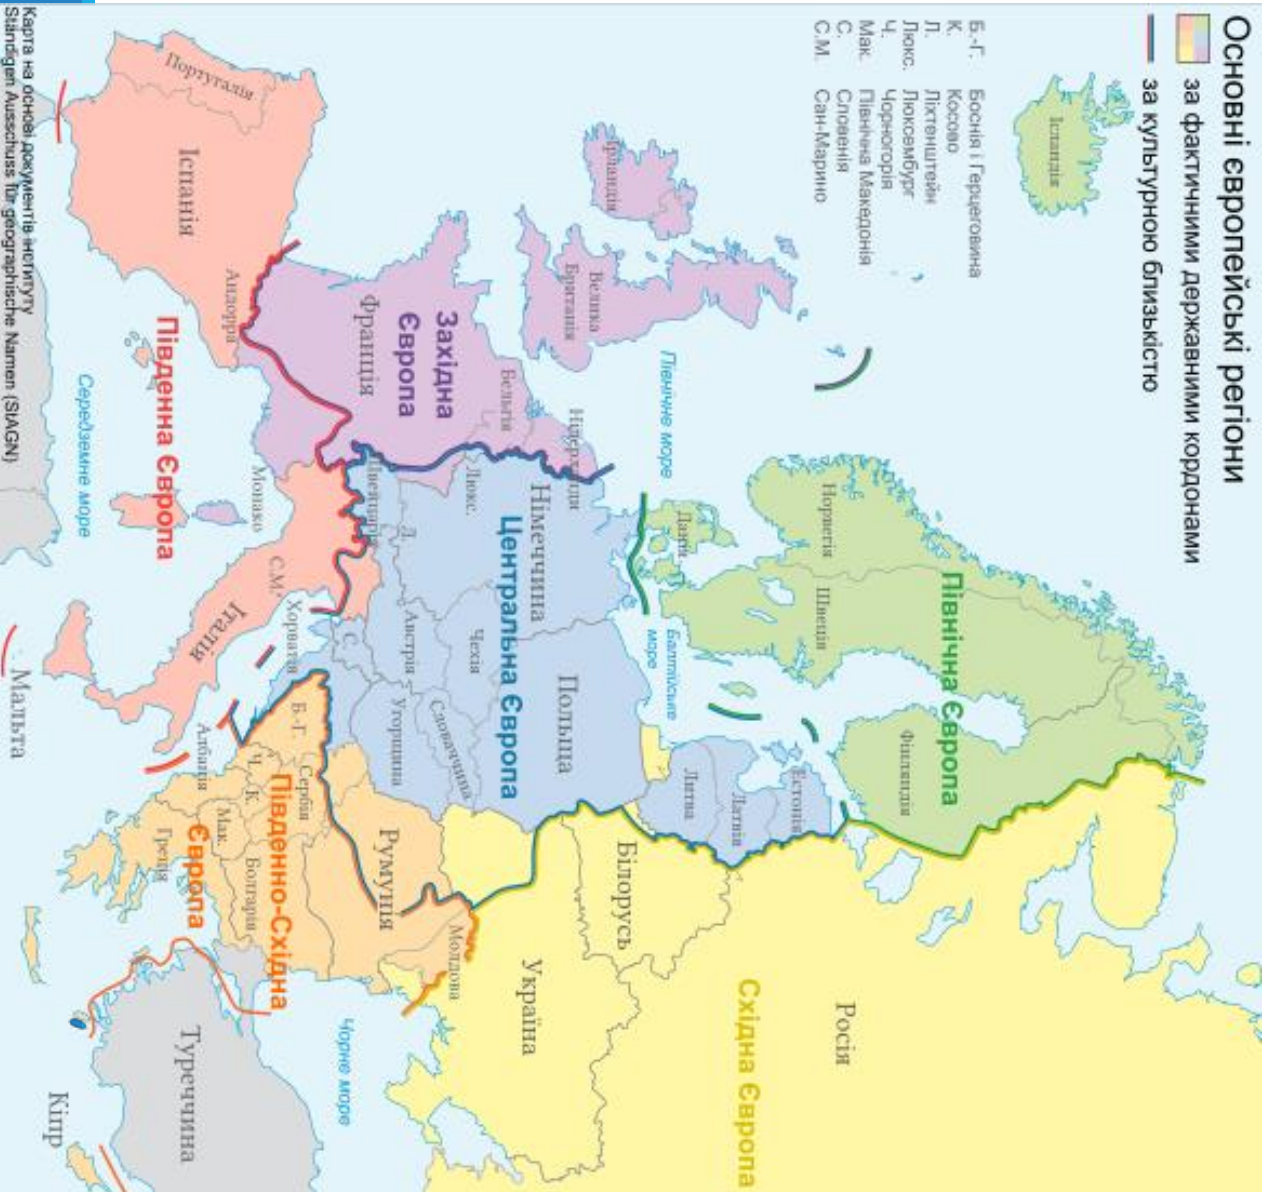 Основні європейські регіони
за фактичними державними кордонами
за культурною близькістю
Б.-Г. Боснія і Герцеговина
К. Косово
Л. Ліхтенштейн
Люкс. Люксембург
Ч. Чорногорія
Мак. Північна Македонія
С. Словенія
С.М. Сан-Марино
Ісландія
Північна Європа
Норвегія
Швеція
Фінляндія
Росія
Східна Європа
Північне море
Данія
Балтійське
море
Естонія
Латвія
Литва
Білорусь
Україна
Ірландія
Велика
Британія
Нідерланди
Німеччина
Польща
Центральна Європа
Бельгія
Люкс.
Чехія
Словаччина
Західна
Європа
Франція
Швейцарія
Л.
Австрія
Угорщина
С.
Румунія
Молдова
Чорне море
Хорватія
Б.-Г.
Сербія
Південно-Східна
Європа
Ч.
К.
Мак.
Болгарія
Албанія
Греція
Туреччина
Кіпр
Португалія
Іспанія
Андорра
Монако
С.М.
Італія
Південна Європа
Середземне море
Мальта
Карта на основі документів інституту
Ständigen Ausschuss für geographische Namen (StAGN)